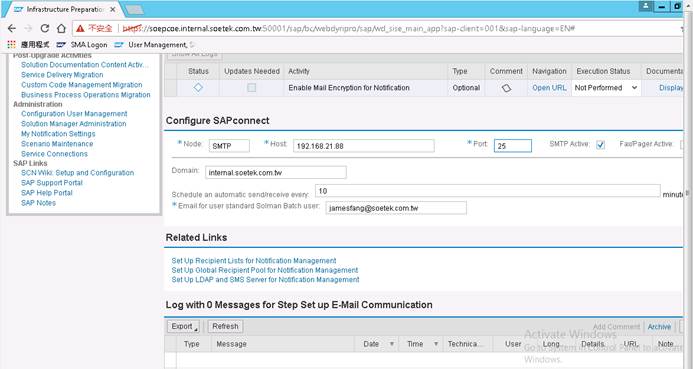 Infrastructure Preparation
不安全 https://soepcoe.internal.soetek.com.tw:50001/sap/bc/webdynpro/sap/wd_sise_main_app?sap-client=001&sap-language=EN#
應用程式 SMA Logon User Management, S
Post-Upgrade Activities
Solution Documentation Content Activ...
Service Delivery Migration
Custom Code Management Migration
Business Process Operations Migration
Administration
Configuration User Management
Solution Manager Administration
My Notification Settings
Scenario Maintenance
Service Connections
SAP Links
SCN Wiki: Setup and Configuration
SAP Support Portal
SAP Help Portal
SAP Notes
Show All Logs
Status Updates Needed Activity Type Comment Navigation Execution Status Documenta
Enable Mail Encryption for Notification Optional Open URL Not Performed Display
Configure SAPconnect
* Node: SMTP * Host: 192.168.21.88 * Port: 25 SMTP Active: Fax/Pager Active:
Domain: internal.soetek.com.tw
Schedule an automatic send/receive every: 10 minute
* Email for user standard Solman Batch user: jamesfang@soetek.com.tw
Related Links
Set Up Recipient Lists for Notification Management
Set Up Global Recipient Pool for Notification Management
Set Up LDAP and SMS Server for Notification Management
Log with 0 Messages for Step Set up E-Mail Communication
Export Refresh Add Comment Archive
Type Message Date Time Technica... User Long... Details URL Note...
Activate Windows
Go to System in Control Panel to activate
Windows.